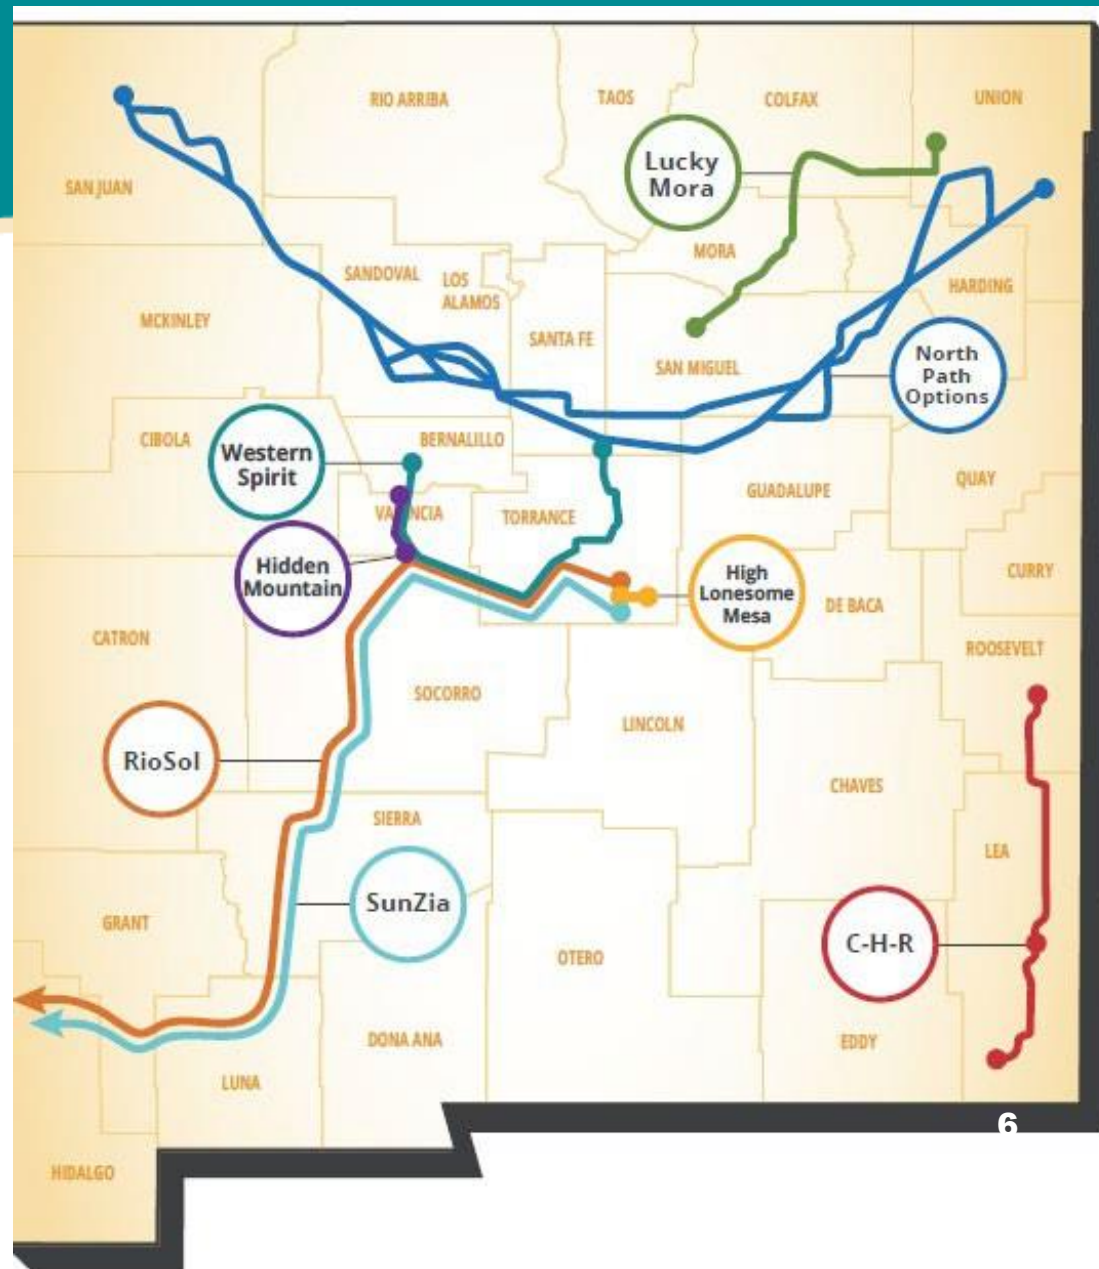 RIO ARRIBA
TAOS
COLFAX
UNION
Lucky
Mora
SAN JUAN
MORA
SANDOVAL
LOS
ALAMOS
HARDING
MCKINLEY
SANTA FE
SAN MIGUEL
North
Path
Options
CIBOLA
BERNALILLO
Western
Spirit
QUAY
GUADALUPE
VALENCIA
TORRANCE
Hidden
Mountain
High
Lonesome
Mesa
CURRY
DE BACA
CATRON
ROOSEVELT
SOCORRO
LINCOLN
RioSol
CHAVES
SIERRA
LEA
SunZia
GRANT
C-H-R
OTERO
DONA ANA
EDDY
LUNA
6
HIDALGO